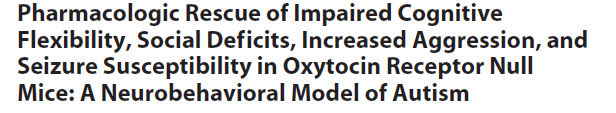 Pharmacologic Rescue of Impaired Cognitive
Flexibility, Social Deficits, Increased Aggression, and
Seizure Susceptibility in Oxytocin Receptor Null
Mice: A Neurobehavioral Model of Autism